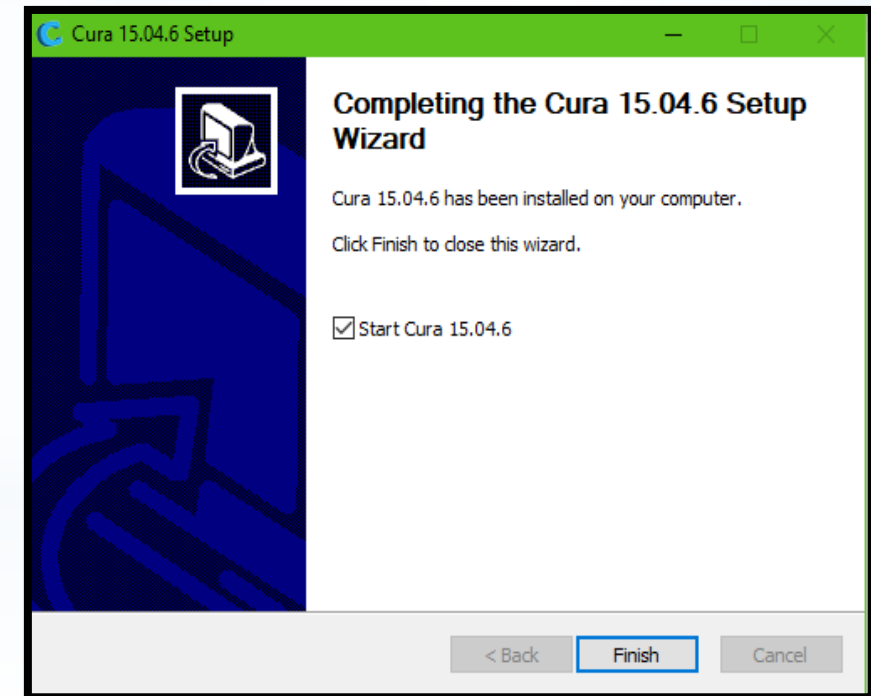 Cura 15.04.6 Setup
Completing the Cura 15.04.6 Setup
Wizard
Cura 15.04.6 has been installed on your computer.
Click Finish to close this wizard.
Start Cura 15.04.6
< Back
Finish
Cancel